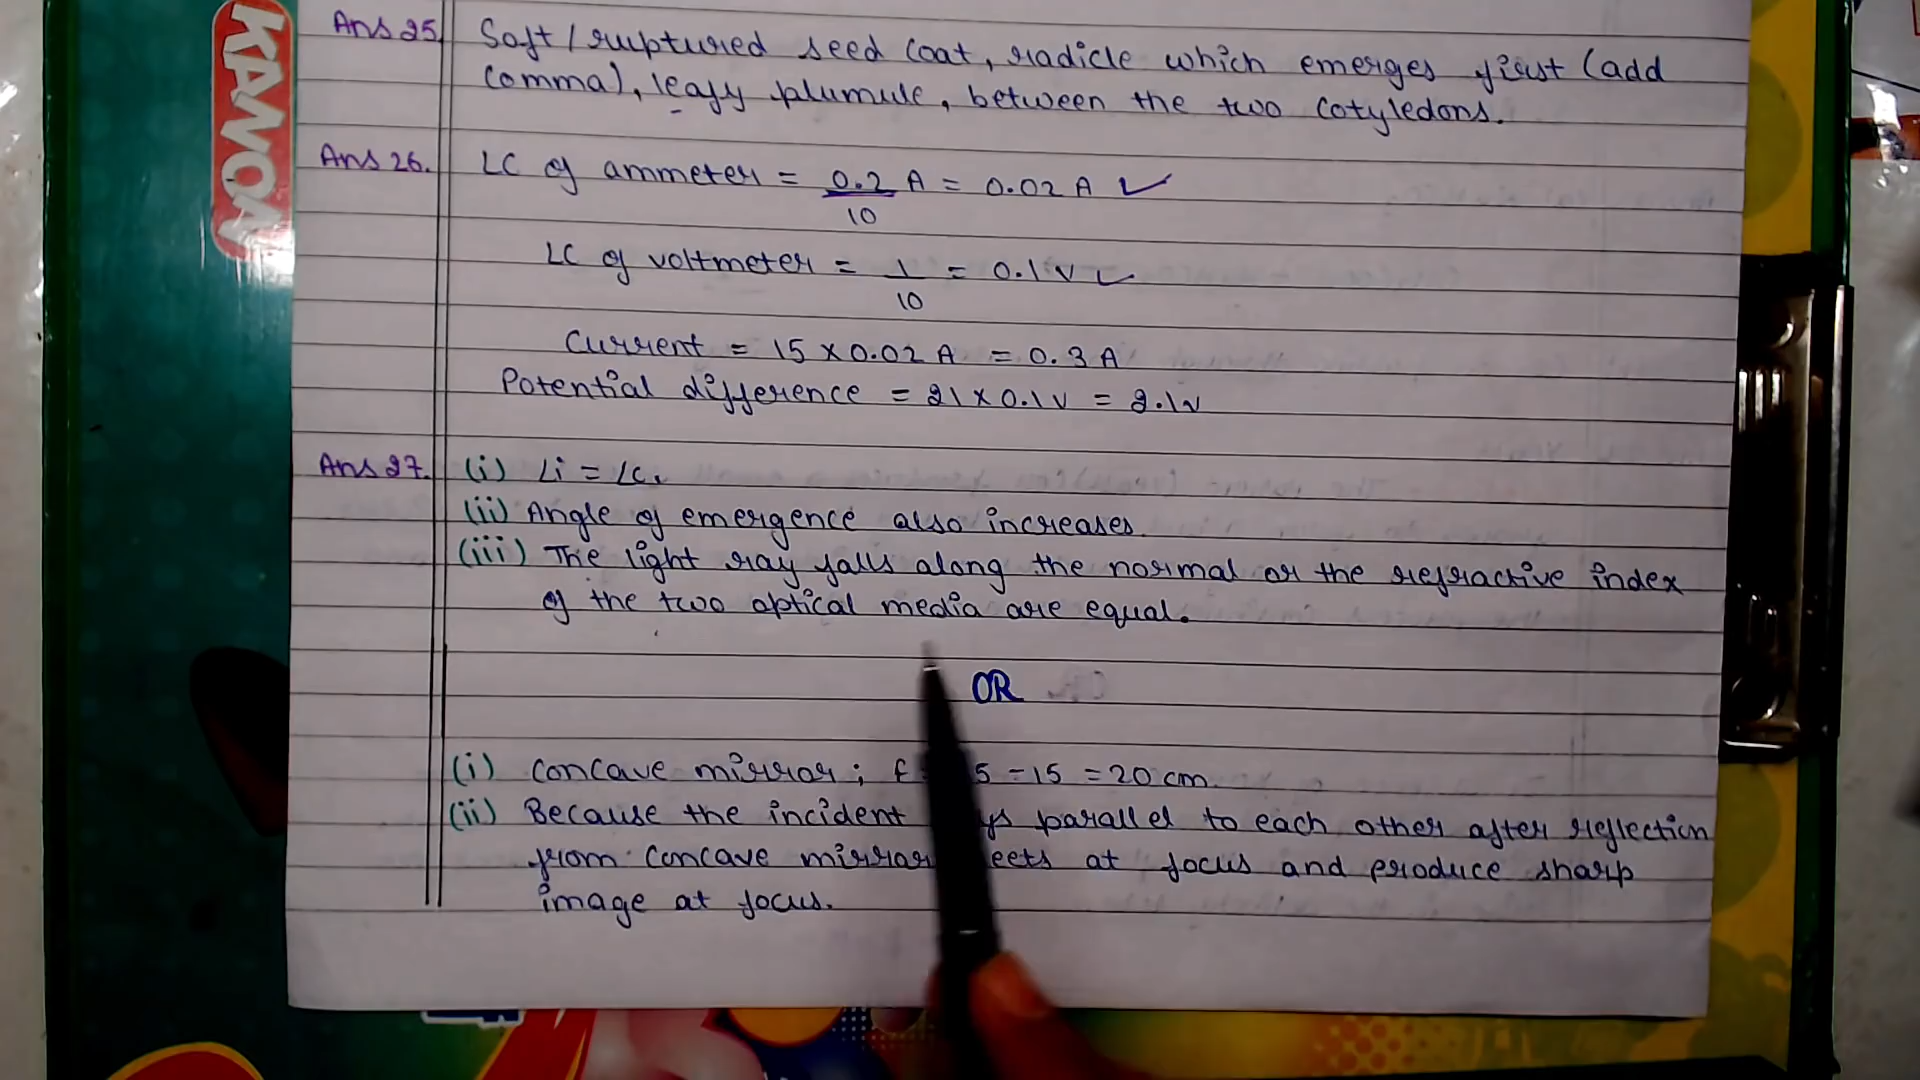 KANGA
Ans 25 Soft / ruptured seed coat, radicle which emerges first (add
comma), leafy plumule, between the two cotyledons.
Ans 26. LC of ammeter = 0.2/10 A = 0.02 A ✓
LC of voltmeter = 1/10 = 0.1 V ✓
Current = 15 × 0.02 A = 0.3 A
Potential difference = 21 × 0.1 V = 2.1 V
Ans 27. (i) ∠i = ∠c.
(ii) Angle of emergence also increases.
(iii) The light ray falls along the normal or the refractive index
of the two optical media are equal.
OR
(i) Concave mirror; f 5 - 15 = 20 cm.
(ii) Because the incident parallel to each other after reflection
from concave mirror at focus and produce sharp
image at focus.